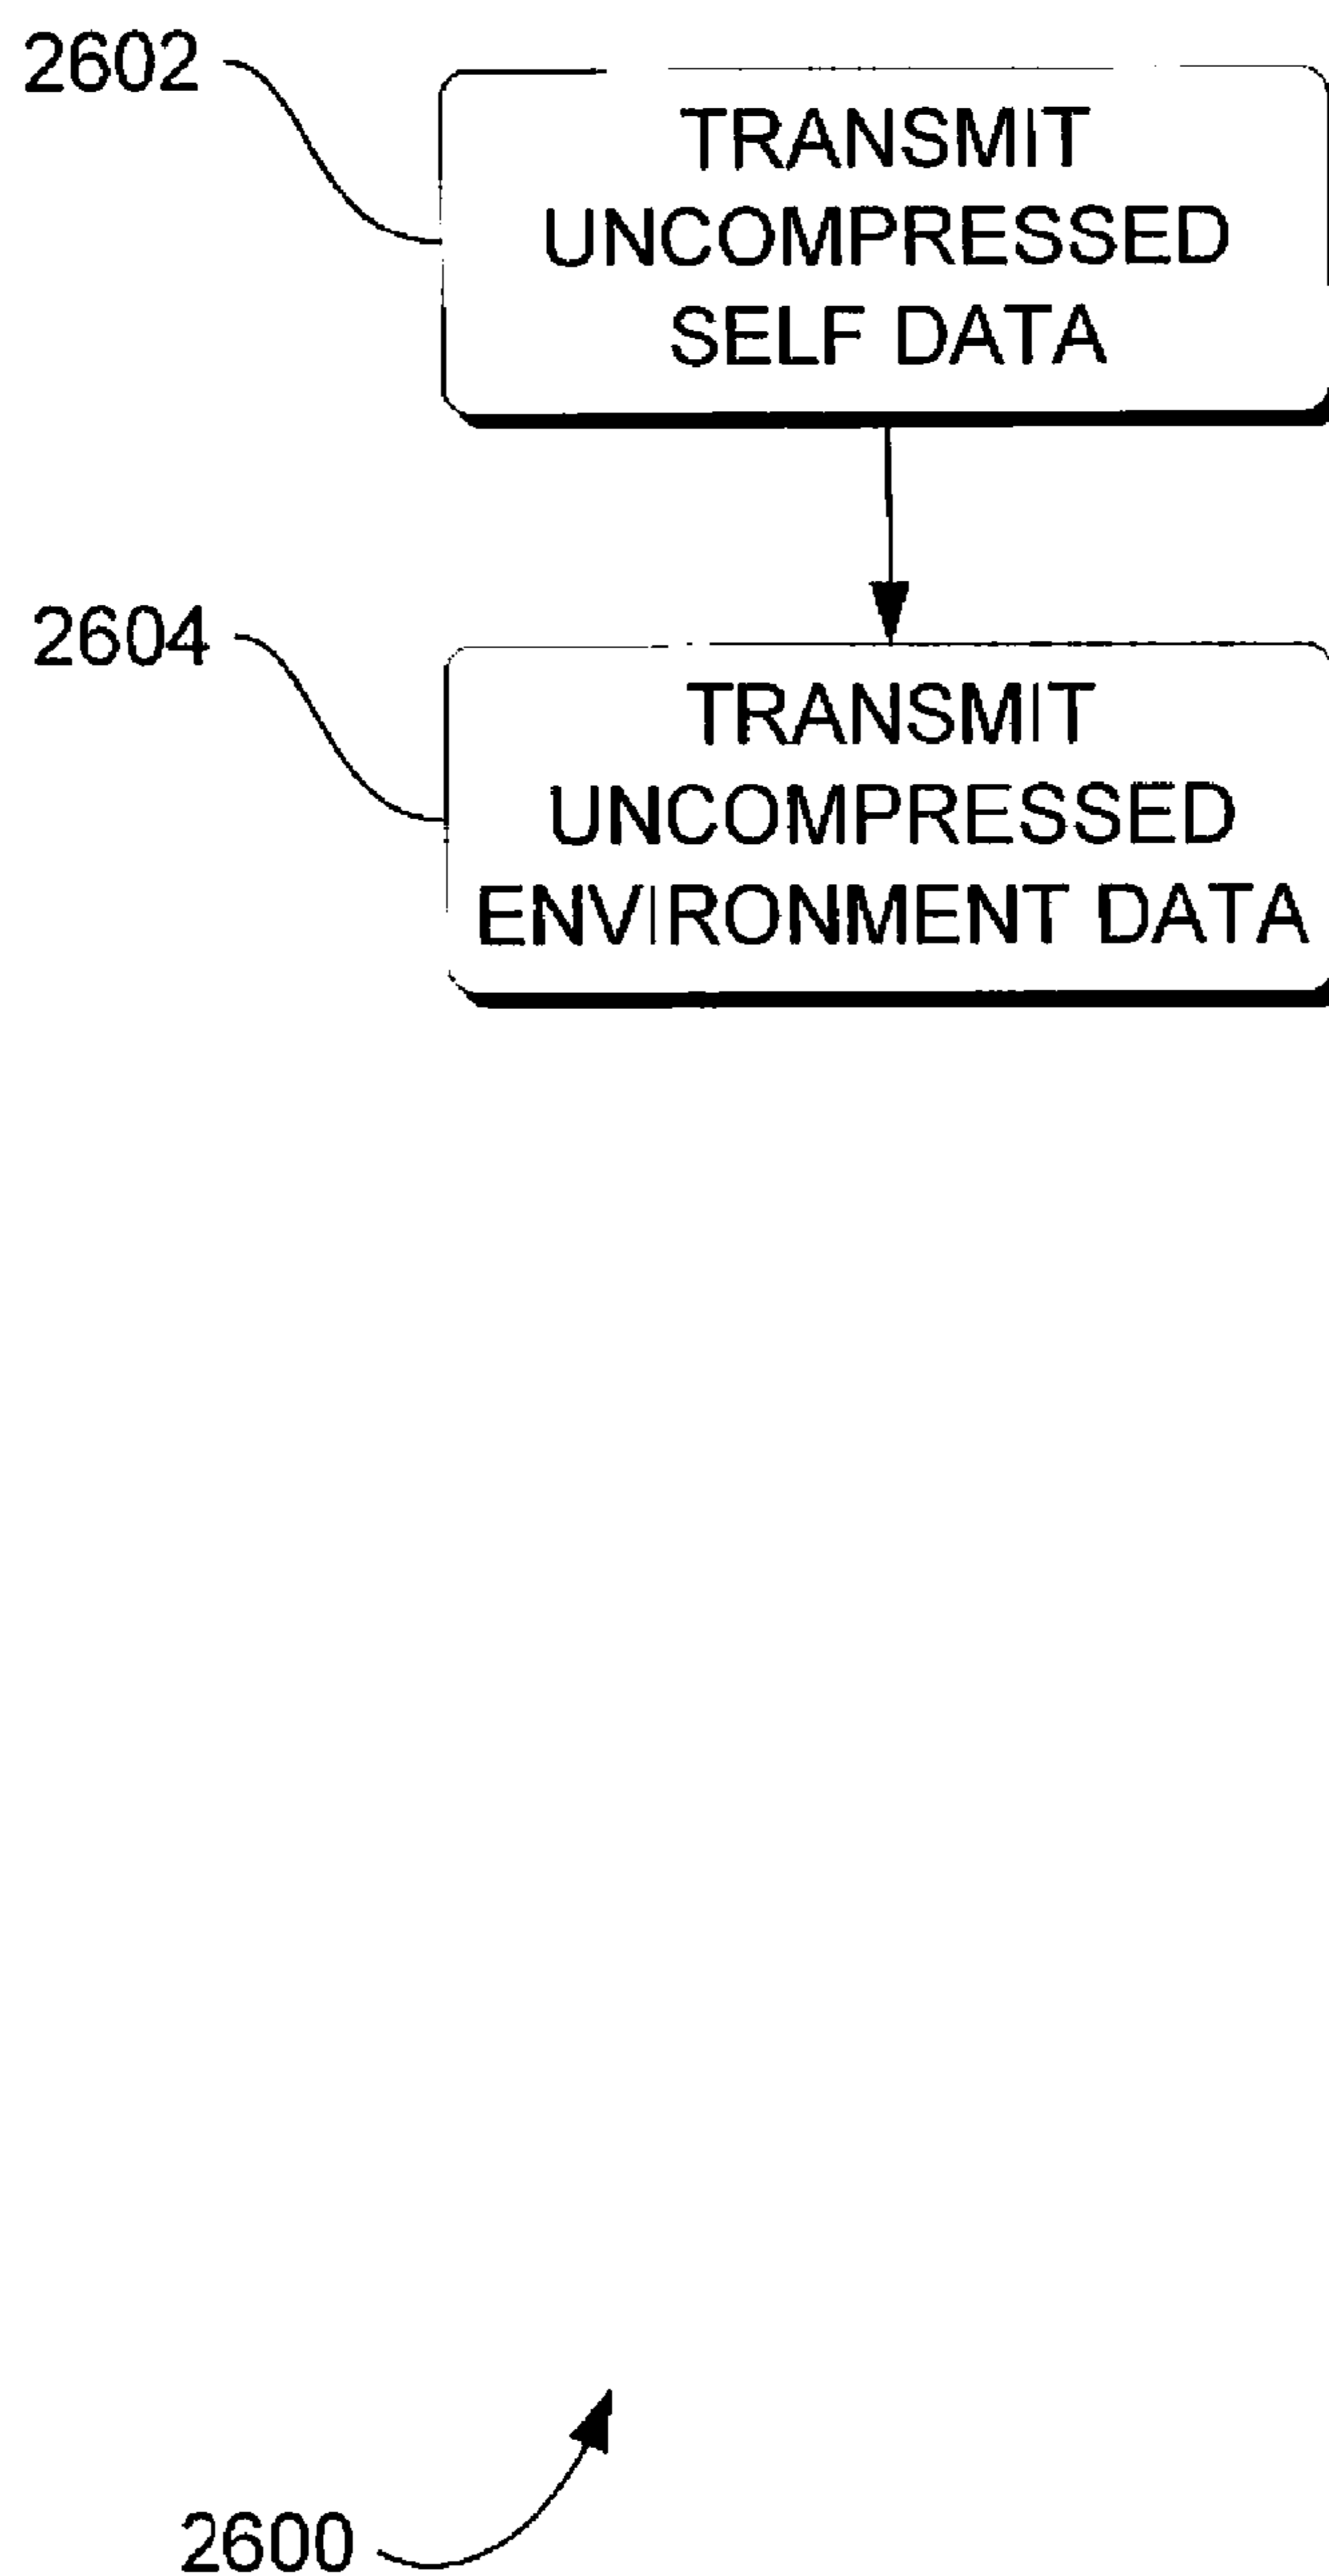 2602
TRANSMIT
UNCOMPRESSED
SELF DATA
2604
TRANSMIT
UNCOMPRESSED
ENVIRONMENT DATA
2600